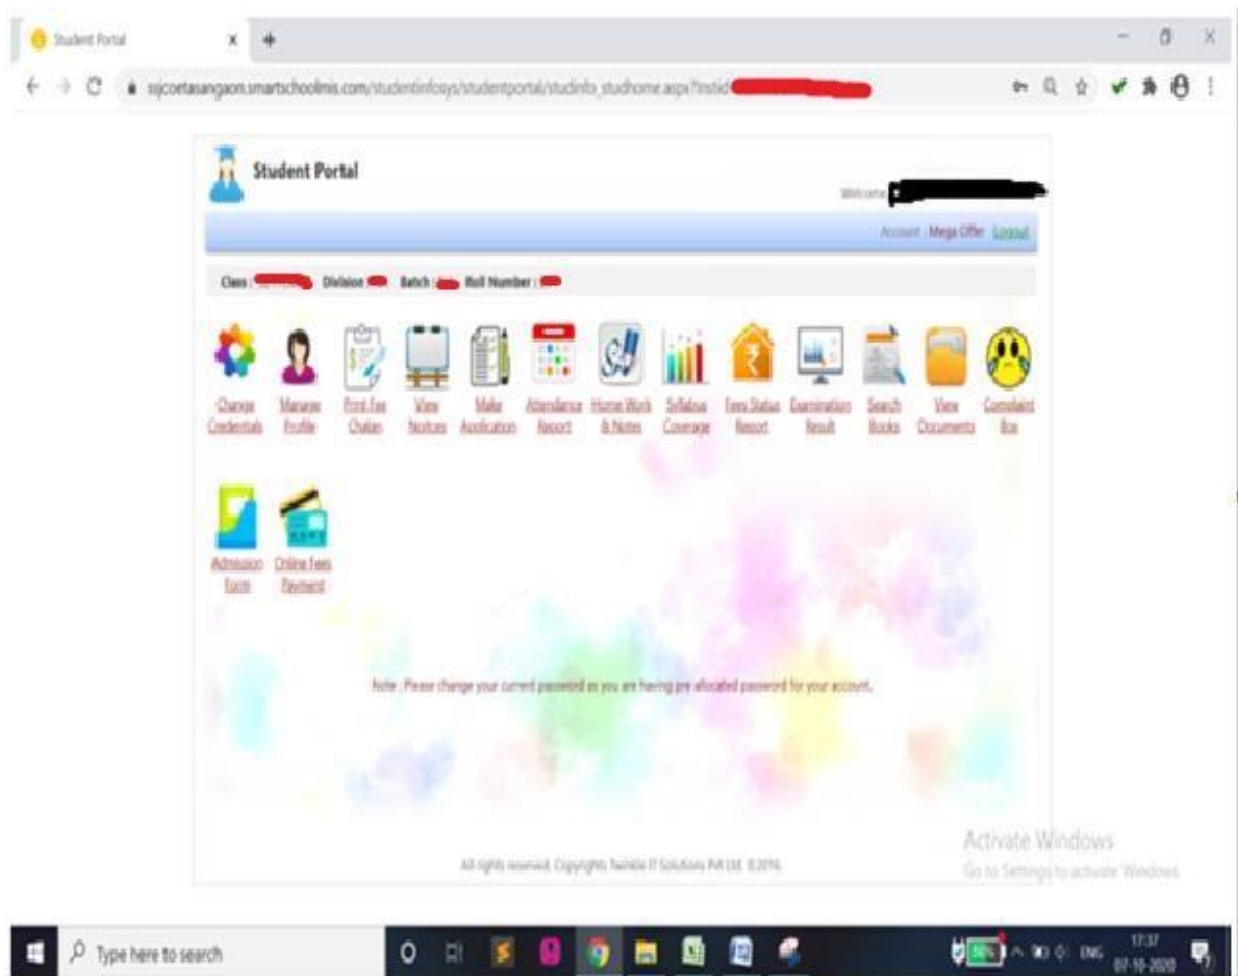 Student Portal
ssjcoetasangaon.smartschoolmis.com/studentinfosys/studentportal/studinfo_studhome.aspx?instid
Student Portal
Welcome
Account Mega Offer Logout
Class : Division Batch : Roll Number :
Change Manage Print Fee View Make Attendance Home Work Syllabus Fees Status Examination Search View Complaint
Credentials Profile Challan Notices Application Report & Notes Coverage Report Result Books Documents Box
Admission Online Fees
Form Payment
Note : Please change your current password as you are having pre allocated password for your account.
All rights reserved. Copyrights Twinkle IT Solutions Pvt Ltd. ©2016.
Activate Windows
Go to Settings to activate Windows
Type here to search
ENG 17:37
07-10-2020